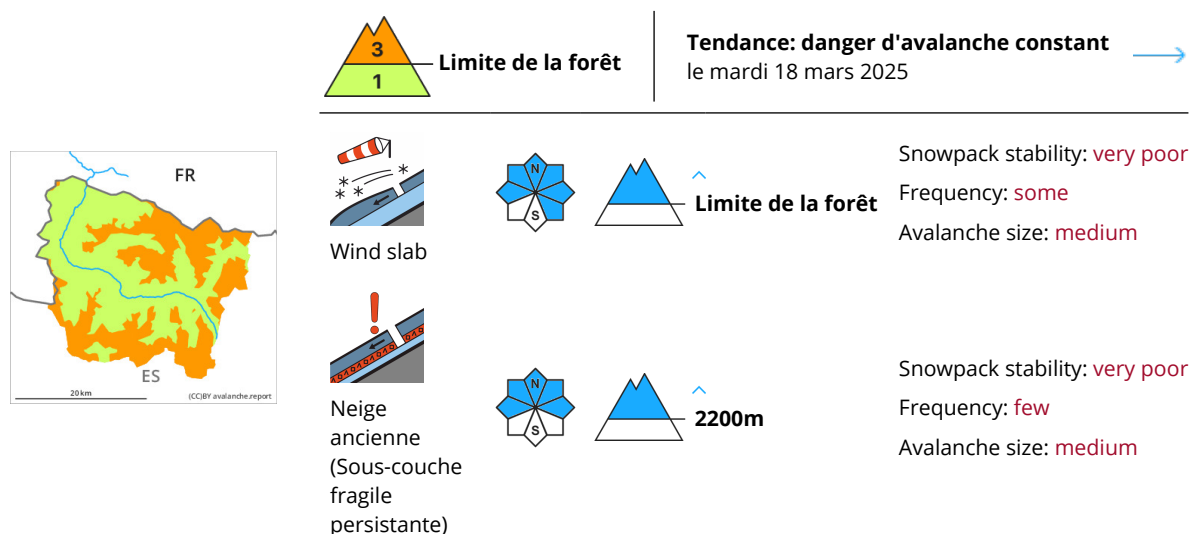 3
1
Limite de la forêt
Tendance: danger d'avalanche constant
le mardi 18 mars 2025
FR
ES
20 km
(CC)BY avalanche.report
Wind slab
N
S
Limite de la forêt
Snowpack stability: very poor
Frequency: some
Avalanche size: medium
Neige
ancienne
(Sous-couche
fragile
persistante)
N
S
2200m
Snowpack stability: very poor
Frequency: few
Avalanche size: medium